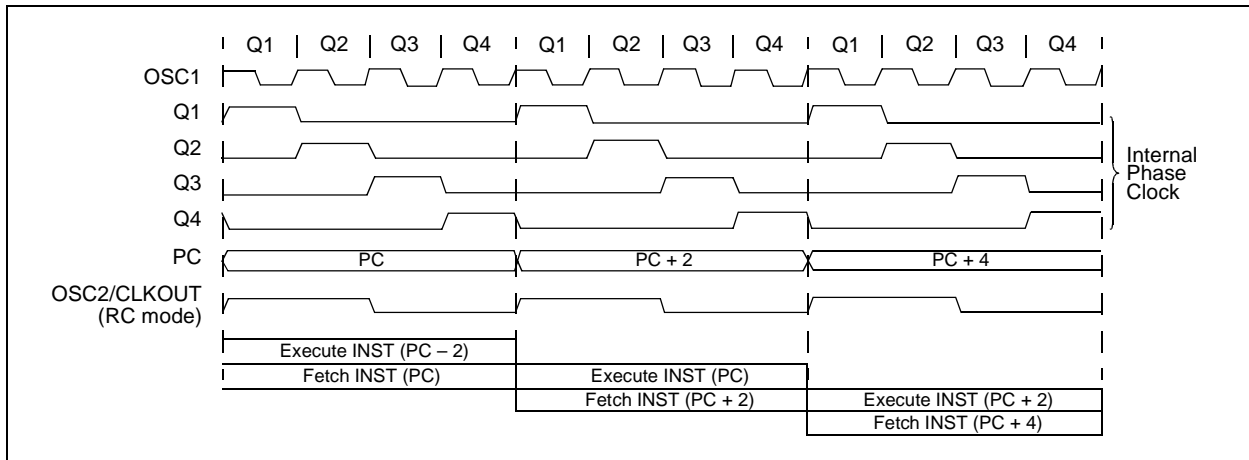 Q1 Q2 Q3 Q4 Q1 Q2 Q3 Q4 Q1 Q2 Q3 Q4
OSC1
Q1
Q2
Q3
Q4
Internal
Phase
Clock
PC PC PC + 2 PC + 4
OSC2/CLKOUT
(RC mode)
Execute INST (PC – 2)
Fetch INST (PC) Execute INST (PC)
Fetch INST (PC + 2) Execute INST (PC + 2)
Fetch INST (PC + 4)